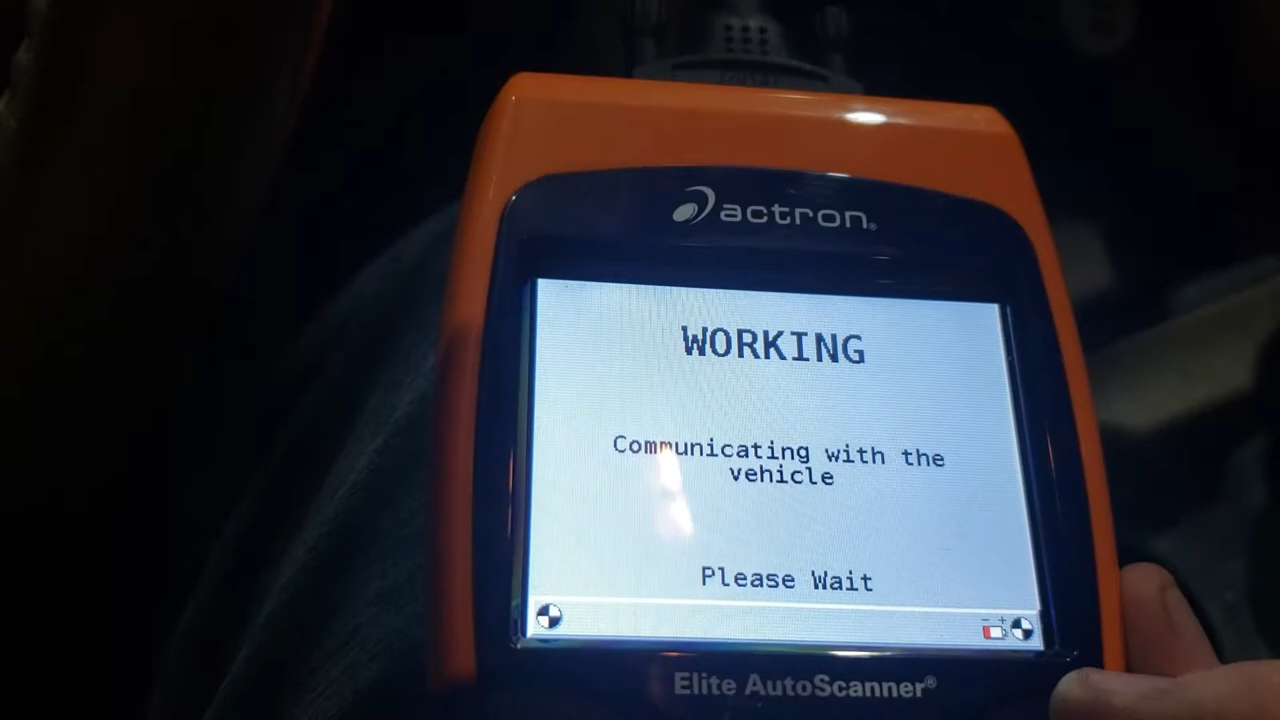 actron®
WORKING
Communicating with the
vehicle
Please Wait
- +
Elite AutoScanner®